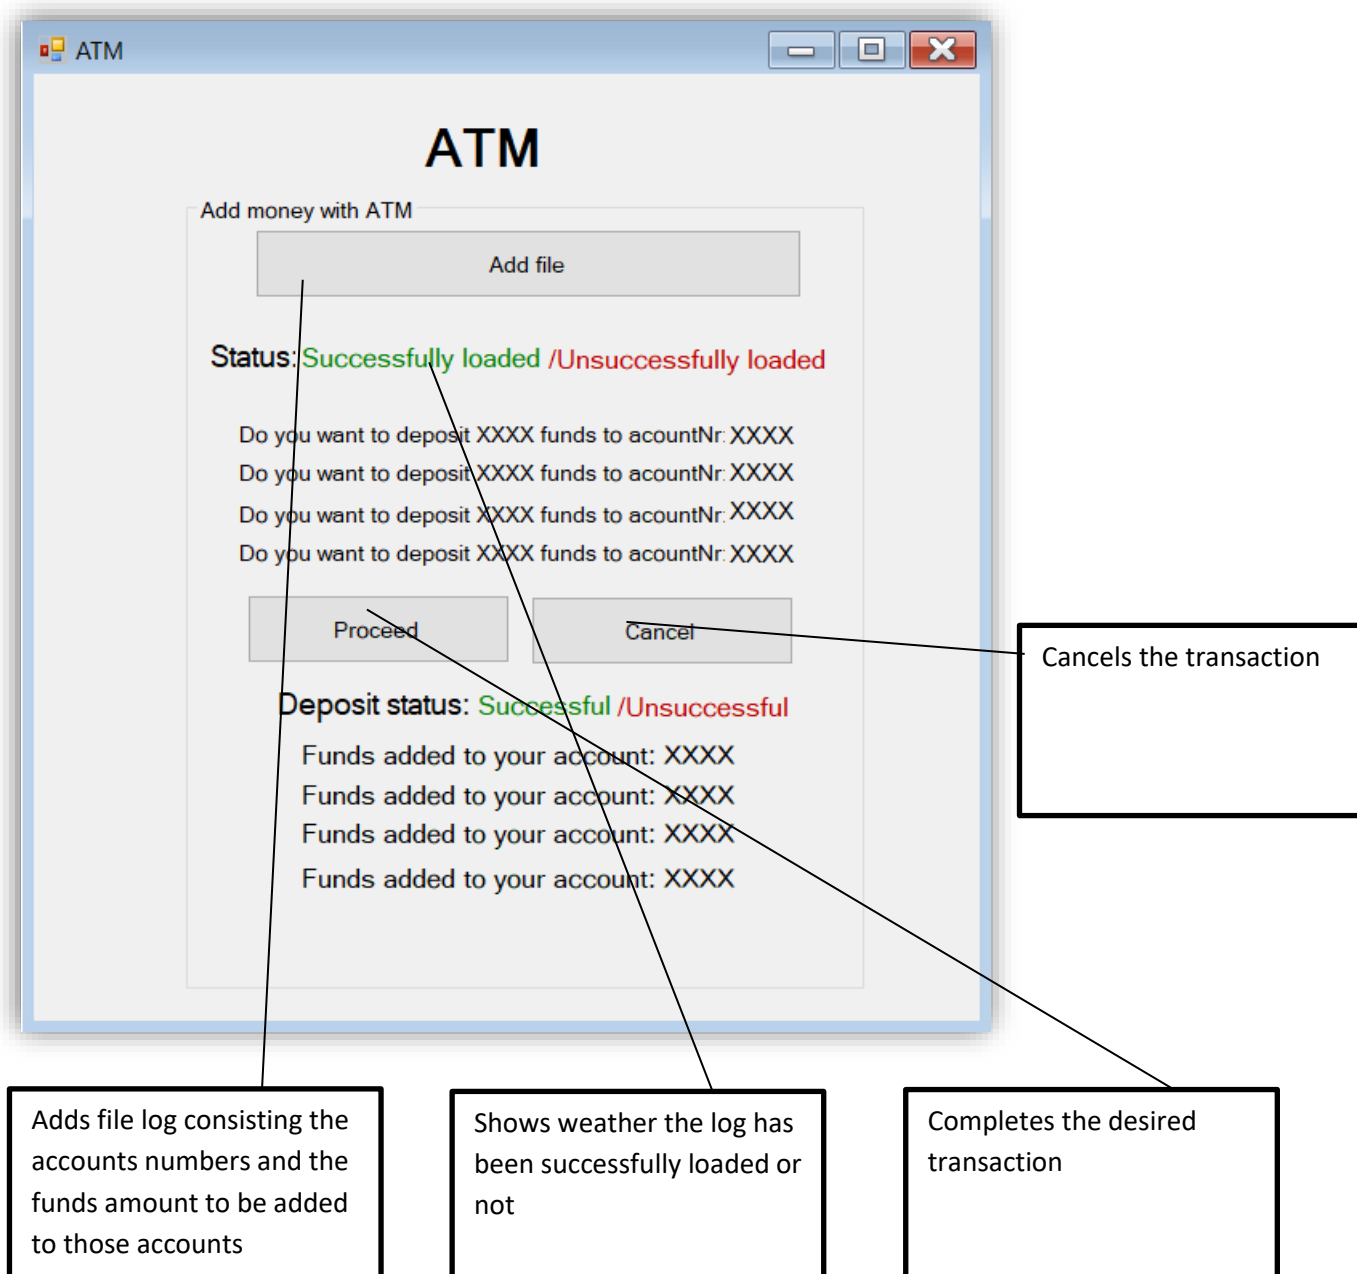 ATM
ATM
Add money with ATM
Add file
Status: Successfully loaded /Unsuccessfully loaded
Do you want to deposit XXXX funds to acountNr: XXXX
Do you want to deposit XXXX funds to acountNr: XXXX
Do you want to deposit XXXX funds to acountNr: XXXX
Do you want to deposit XXXX funds to acountNr: XXXX
Proceed
Cancel
Deposit status: Successful /Unsuccessful
Funds added to your account: XXXX
Funds added to your account: XXXX
Funds added to your account: XXXX
Funds added to your account: XXXX
Cancels the transaction
Adds file log consisting the
accounts numbers and the
funds amount to be added
to those accounts
Shows weather the log has
been successfully loaded or
not
Completes the desired
transaction